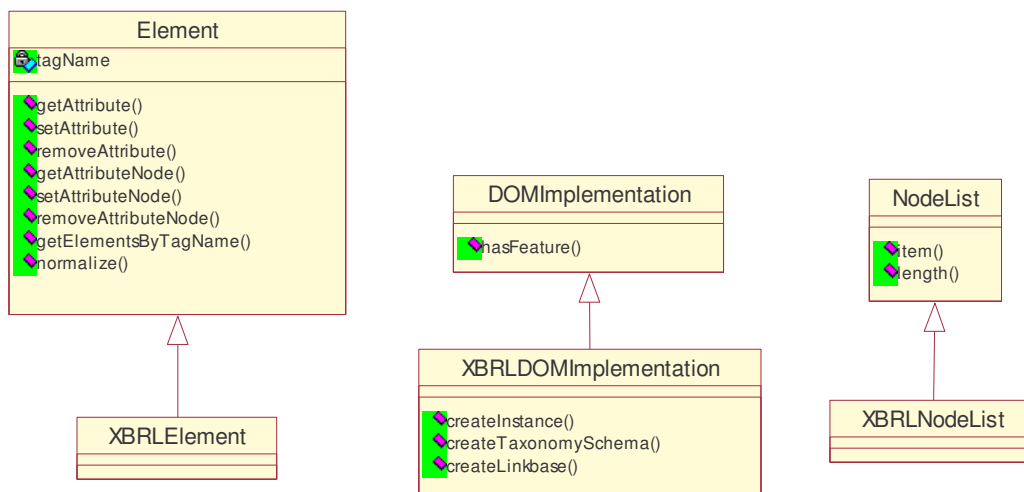 Element
tagName
getAttribute()
setAttribute()
removeAttribute()
getAttributeNode()
setAttributeNode()
removeAttributeNode()
getElementsByTagName()
normalize()
XBRLElement
DOMImplementation
hasFeature()
XBRLDOMImplementation
createInstance()
createTaxonomySchema()
createLinkbase()
NodeList
item()
length()
XBRLNodeList